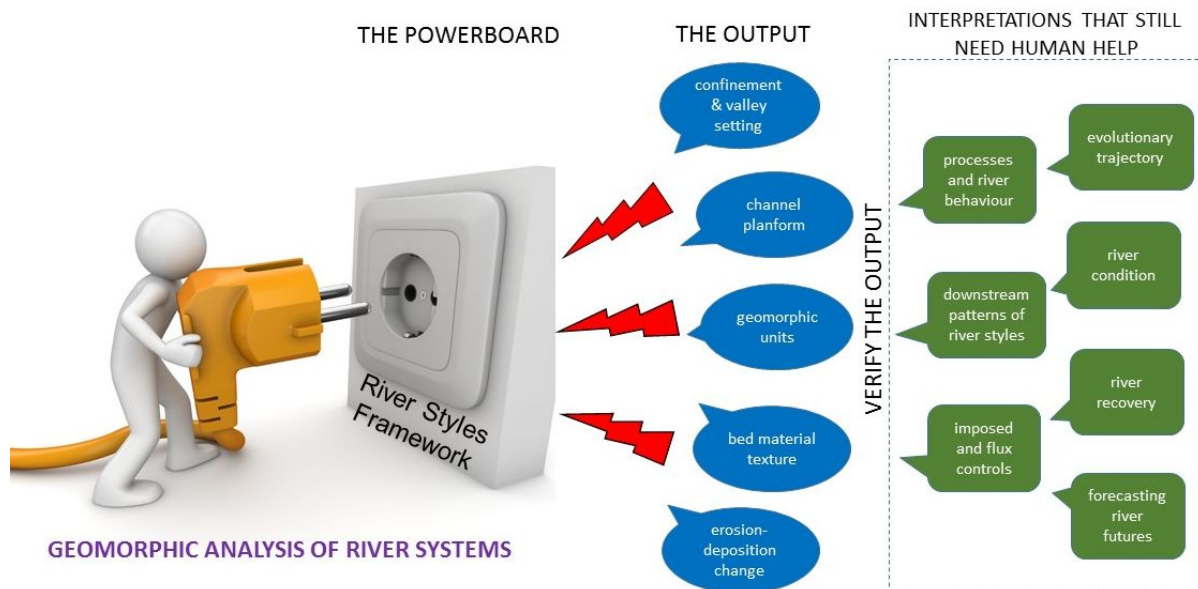 THE POWERBOARD
THE OUTPUT
INTERPRETATIONS THAT STILL
NEED HUMAN HELP
River Styles
Framework
GEOMORPHIC ANALYSIS OF RIVER SYSTEMS
confinement
& valley
setting
channel
planform
geomorphic
units
bed material
texture
erosion-
deposition
change
VERIFY THE OUTPUT
processes
and river
behaviour
evolutionary
trajectory
downstream
patterns of
river styles
river
condition
imposed
and flux
controls
river
recovery
forecasting
river
futures